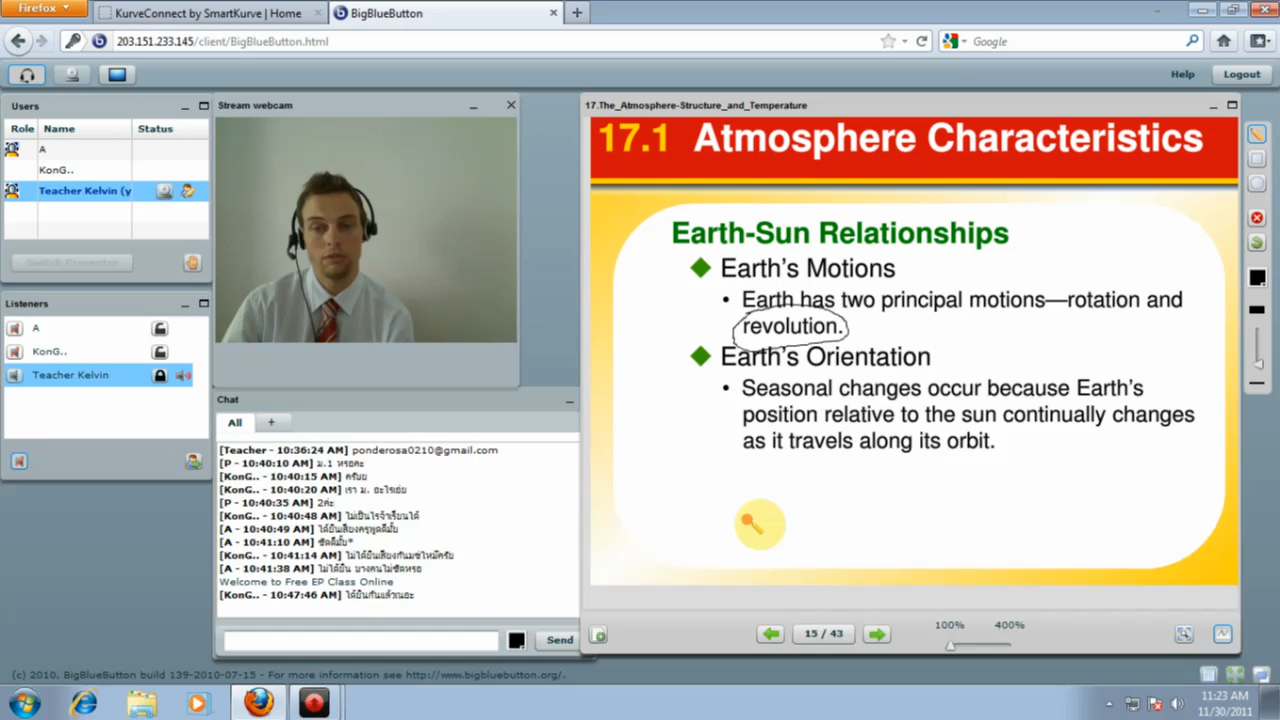 Firefox
KurveConnect by SmartKurve | Home
BigBlueButton
203.151.233.145/client/BigBlueButton.html
Google
Help
Logout
Users
Role Name Status
A
KonG..
Teacher Kelvin (y
Switch Presenter
Listeners
A
KonG..
Teacher Kelvin
Stream webcam
Chat
All +
[Teacher - 10:36:24 AM] ponderosa0210@gmail.com
[P - 10:40:10 AM] ม.1 หรอคะ
[KonG.. - 10:40:15 AM] ครับย
[KonG.. - 10:40:20 AM] เรา ม. อะไรเอ่ย
[P - 10:40:35 AM] 2ค่ะ
[KonG.. - 10:40:48 AM] ไม่เป็นไรจ้าเรียนได้
[A - 10:40:49 AM] ได้ยินเสียงครูพูดดีมั้ย
[A - 10:41:10 AM] ชัดดีมั้ย*
[KonG.. - 10:41:14 AM] ไม่ได้ยินเสียงกันใช่ไหมครับ
[A - 10:41:38 AM] ไม่ได้ยิน บางคนไม่ชัดหรอ
Welcome to Free EP Class Online
[KonG.. - 10:47:46 AM] ได้ยินกันแล้วเนอะ
Send
17.The_Atmosphere-Structure_and_Temperature
17.1 Atmosphere Characteristics
Earth-Sun Relationships
Earth's Motions
• Earth has two principal motions—rotation and
revolution.
Earth's Orientation
• Seasonal changes occur because Earth's
position relative to the sun continually changes
as it travels along its orbit.
15 / 43
100% 400%
(c) 2010, BigBlueButton build 139-2010-07-15 - For more information see http://www.bigbluebutton.org/.
11:23 AM
11/30/2011